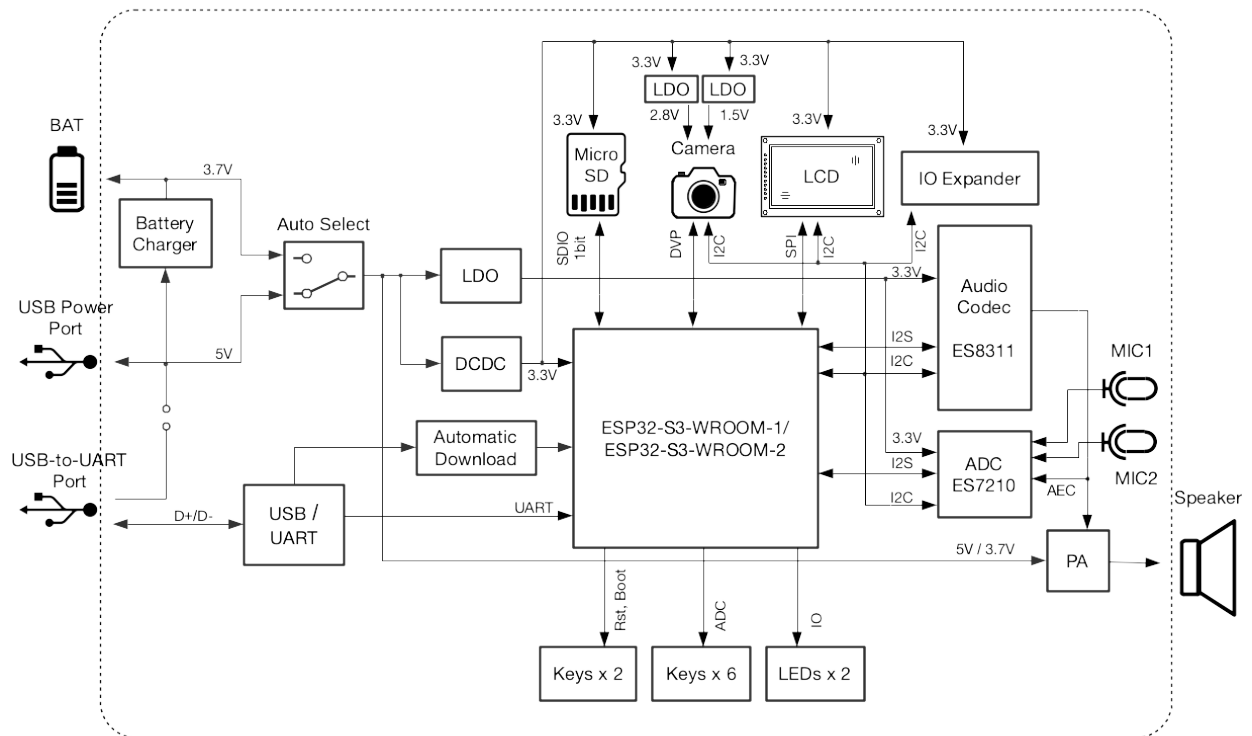 3.3V
3.3V
LDO
LDO
BAT
3.3V
2.8V
1.5V
3.3V
3.3V
Micro
SD
Camera
LCD
IO Expander
3.7V
Battery
Charger
Auto Select
SDIO
1bit
DVP
I2C
SPI
I2C
I2C
LDO
3.3V
Audio
Codec
ES8311
USB Power
Port
5V
I2S
I2C
MIC1
DCDC
3.3V
ESP32-S3-WROOM-1/
ESP32-S3-WROOM-2
Automatic
Download
3.3V
I2S
I2C
ADC
ES7210
AEC
MIC2
USB-to-UART
Port
D+/D-
USB /
UART
UART
Speaker
5V / 3.7V
PA
Rst, Boot
ADC
IO
Keys x 2
Keys x 6
LEDs x 2